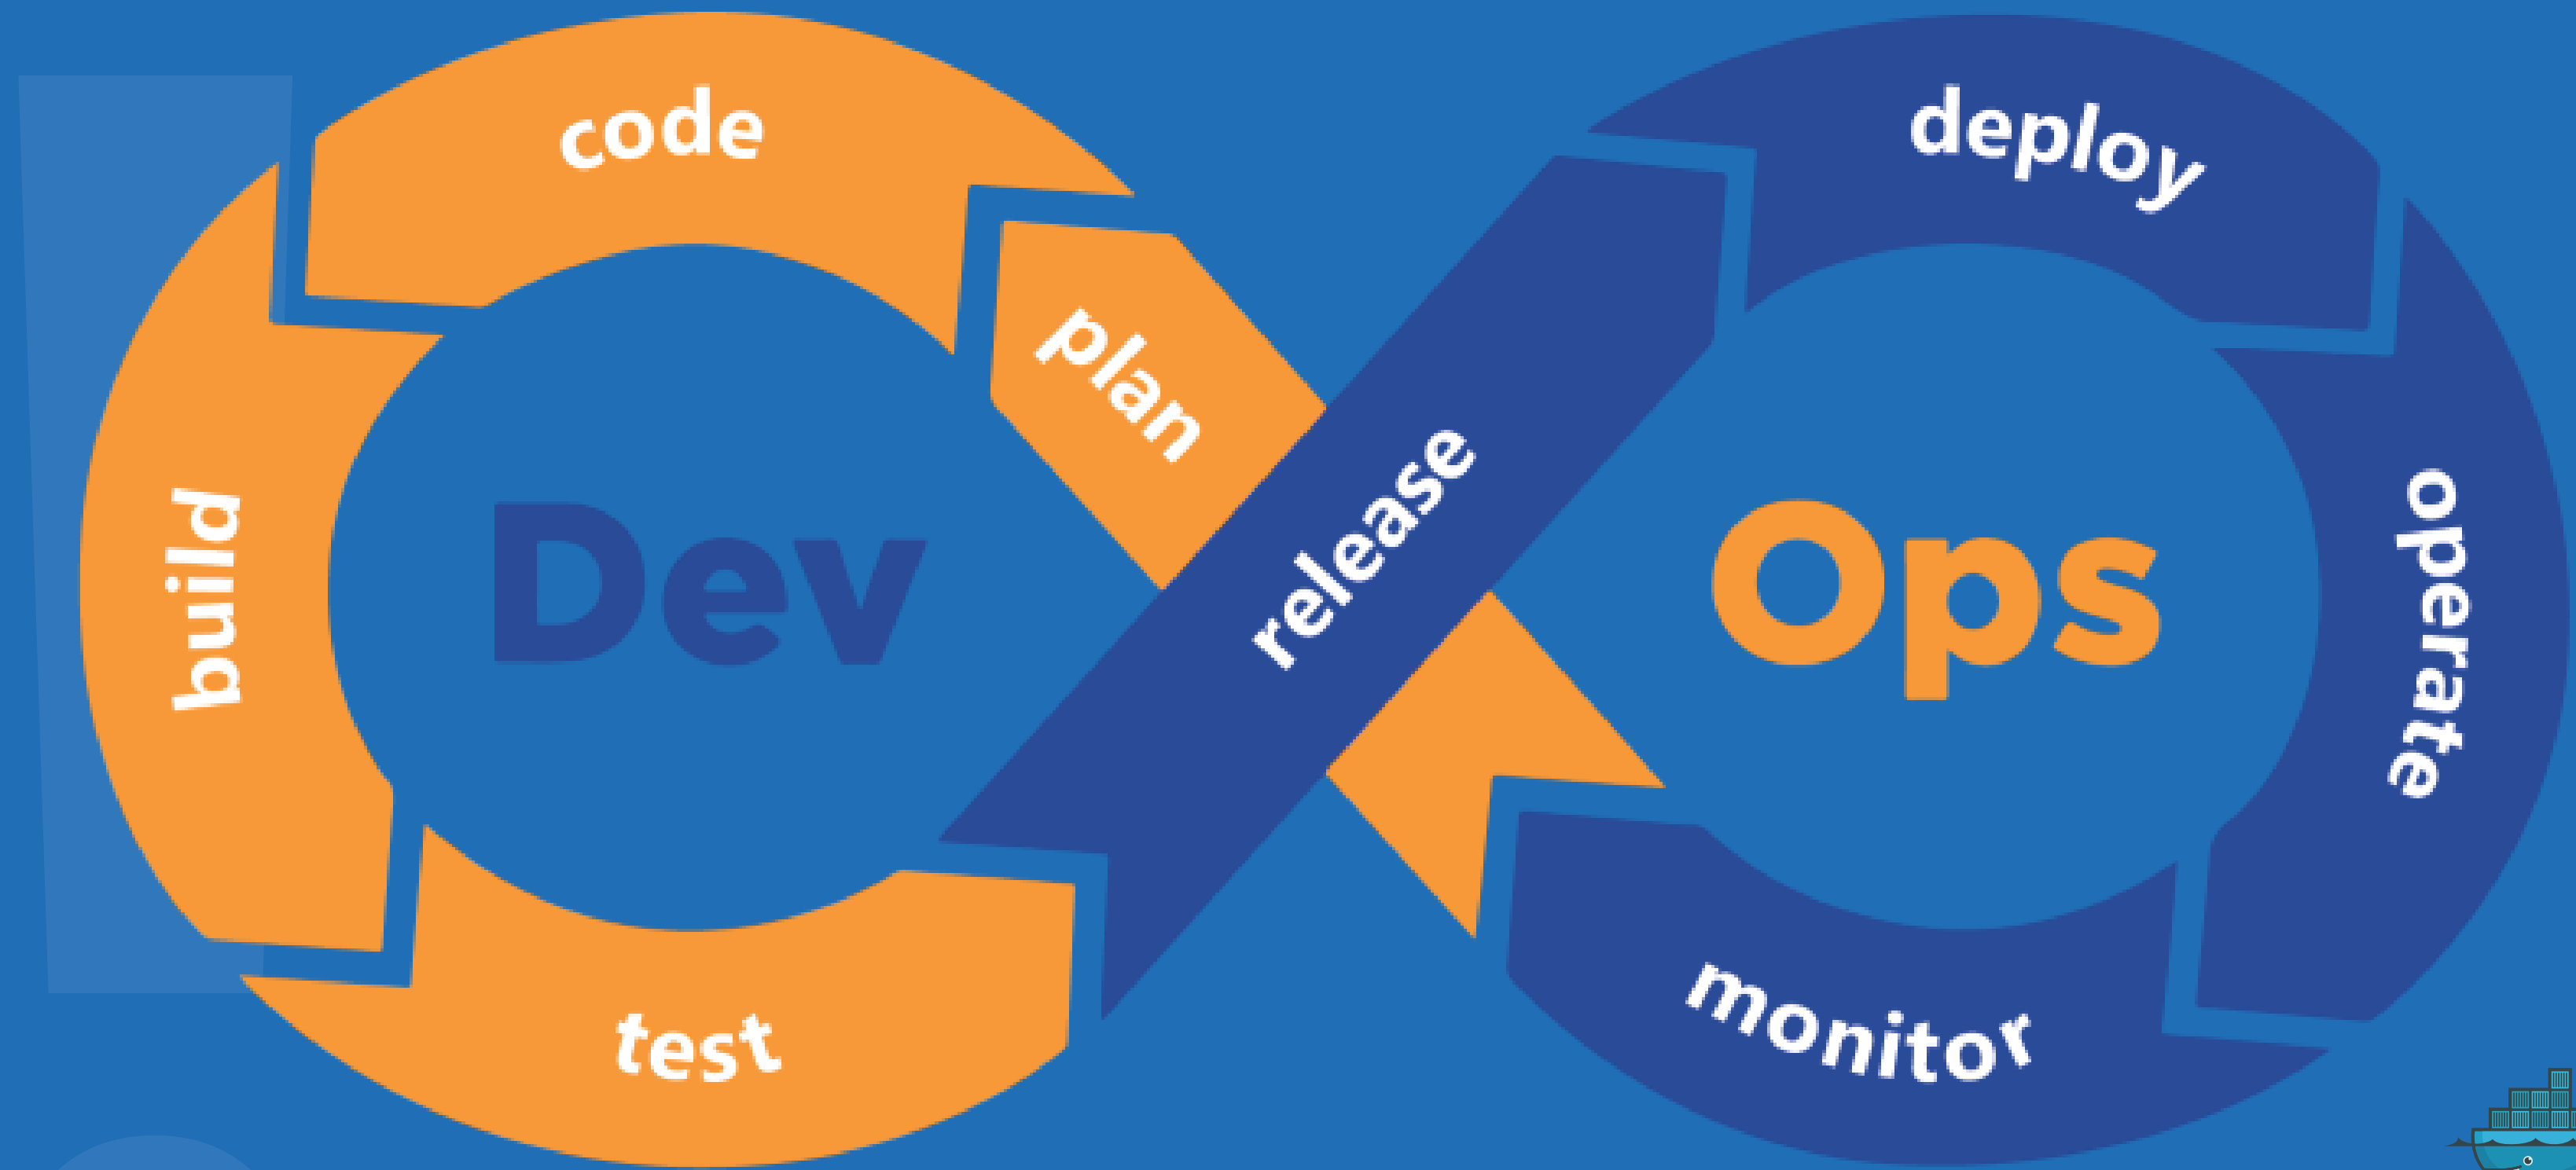 code
deploy
plan
release
build
Dev
Ops
operate
test
monitor